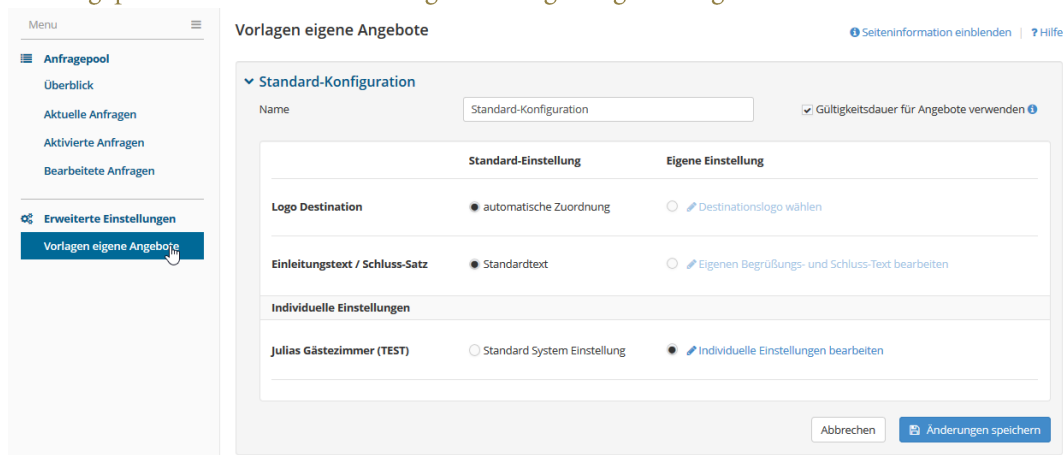 Menu
Anfragepool
Überblick
Aktuelle Anfragen
Aktivierte Anfragen
Bearbeitete Anfragen
Erweiterte Einstellungen
Vorlagen eigene Angebote
Vorlagen eigene Angebote
Seiteninformation einblenden | ? Hilfe
Standard-Konfiguration
Name Standard-Konfiguration Gültigkeitsdauer für Angebote verwenden
Standard-Einstellung Eigene Einstellung
Logo Destination automatische Zuordnung Destinationslogo wählen
Einleitungstext / Schluss-Satz Standardtext Eigenen Begrüßungs- und Schluss-Text bearbeiten
Individuelle Einstellungen
Julias Gästezimmer (TEST) Standard System Einstellung Individuelle Einstellungen bearbeiten
Abbrechen Änderungen speichern